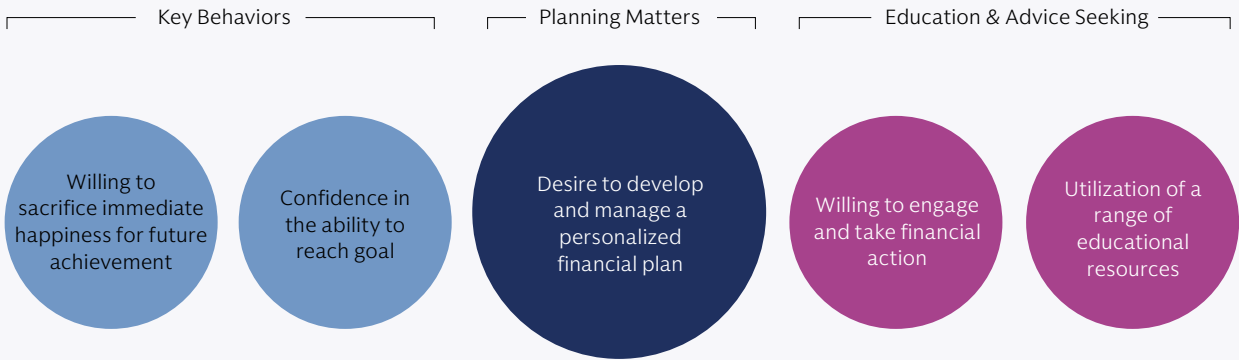 Key Behaviors
Planning Matters
Education & Advice Seeking
Willing to
sacrifice immediate
happiness for future
achievement
Confidence in
the ability to
reach goal
Desire to develop
and manage a
personalized
financial plan
Willing to engage
and take financial
action
Utilization of a
range of
educational
resources